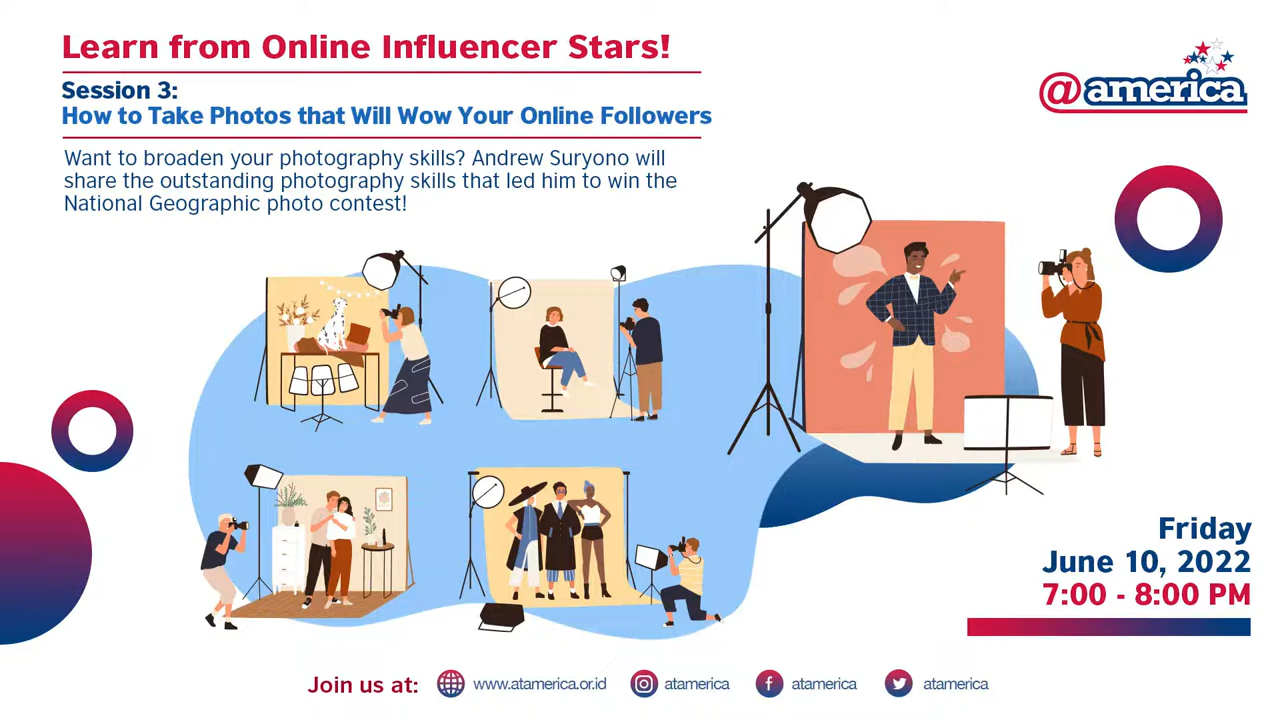 Learn from Online Influencer Stars!
Session 3:
How to Take Photos that Will Wow Your Online Followers
Want to broaden your photography skills? Andrew Suryono will
share the outstanding photography skills that led him to win the
National Geographic photo contest!
@america
Friday
June 10, 2022
7:00 - 8:00 PM
Join us at: www.atamerica.or.id atamerica atamerica atamerica